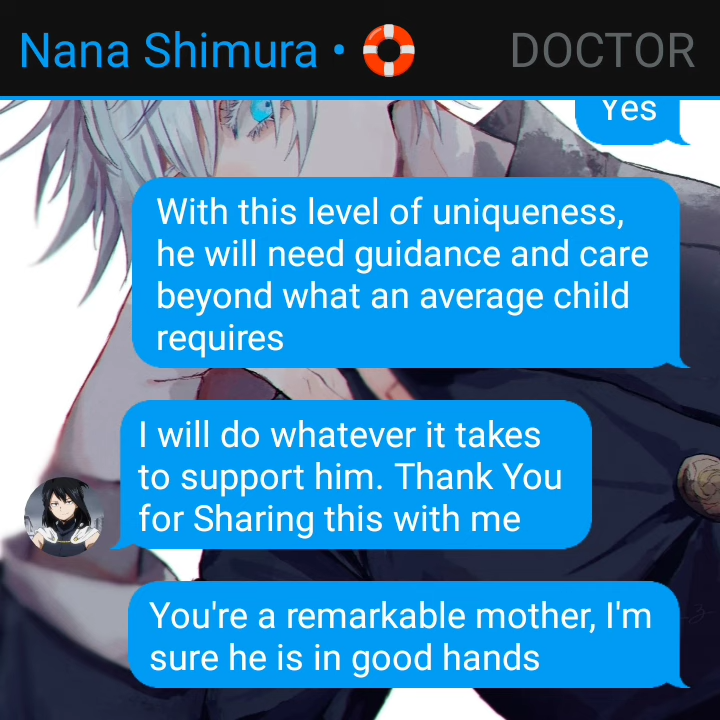 Nana Shimura • 🛟 DOCTOR
Yes
With this level of uniqueness,
he will need guidance and care
beyond what an average child
requires
I will do whatever it takes
to support him. Thank You
for Sharing this with me
You're a remarkable mother, I'm
sure he is in good hands